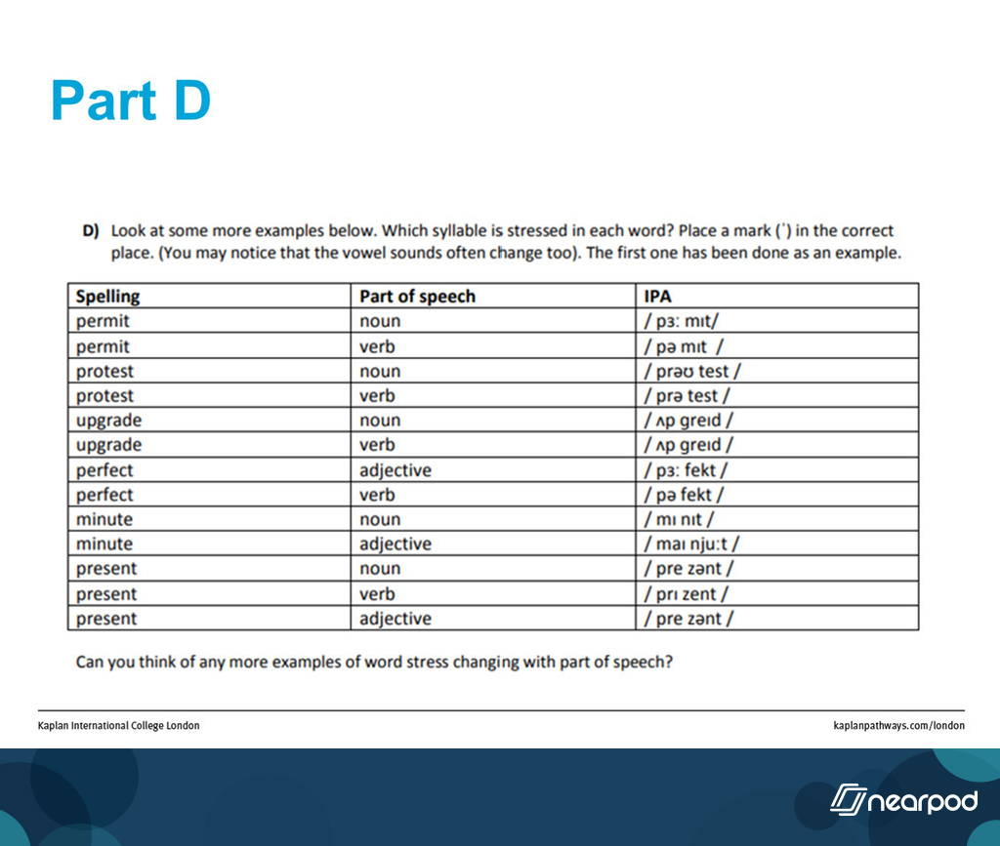 Part D
D) Look at some more examples below. Which syllable is stressed in each word? Place a mark (ˈ) in the correct
place. (You may notice that the vowel sounds often change too). The first one has been done as an example.
Spelling Part of speech IPA
permit noun / pɜː mɪt/
permit verb / pə mɪt /
protest noun / prəʊ test /
protest verb / prə test /
upgrade noun / ʌp greɪd /
upgrade verb / ʌp greɪd /
perfect adjective / pɜː fekt /
perfect verb / pə fekt /
minute noun / mɪ nɪt /
minute adjective / maɪ njuːt /
present noun / pre zənt /
present verb / prɪ zent /
present adjective / pre zənt /
Can you think of any more examples of word stress changing with part of speech?
Kaplan International College London kaplanpathways.com/london
nearpod